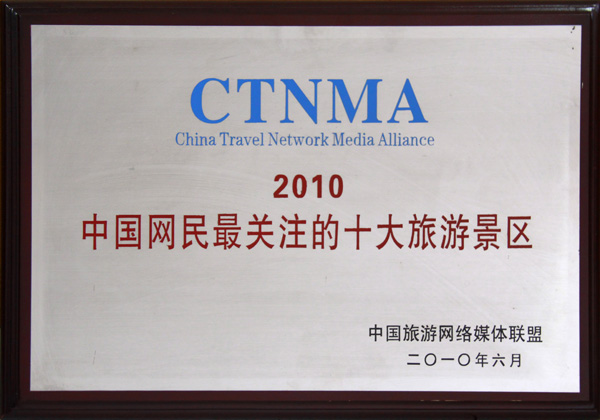 CTNMA
China Travel Network Media Alliance
2010
中国网民最关注的十大旅游景区
中国旅游网络媒体联盟
二〇一〇年六月